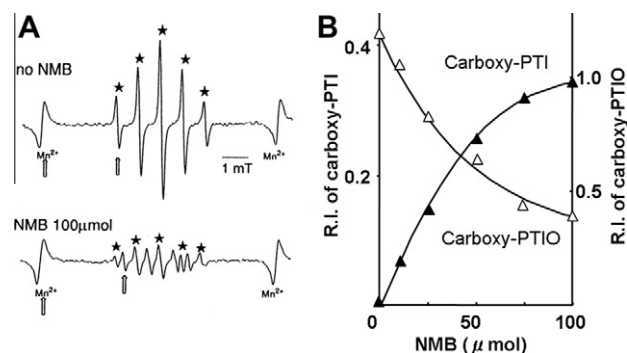 A
no NMB
★
★ ★
★ ★
Mn2+
1 mT
Mn2+
NMB 100μmol
★ ★ ★ ★ ★ ★
Mn2+
Mn2+
B
R.I. of carboxy-PTI
0.4
0.2
Carboxy-PTI
Carboxy-PTIO
1.0
0.5
R.I. of carboxy-PTIO
0 50 100
NMB ( μ mol)